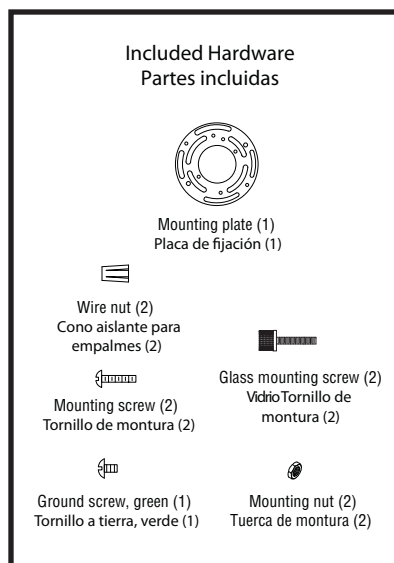 Included Hardware
Partes incluidas
Mounting plate (1)
Placa de fijación (1)
Wire nut (2)
Cono aislante para
empalmes (2)
Mounting screw (2)
Tornillo de montura (2)
Glass mounting screw (2)
VidrioTornillo de
montura (2)
Ground screw, green (1)
Tornillo a tierra, verde (1)
Mounting nut (2)
Tuerca de montura (2)